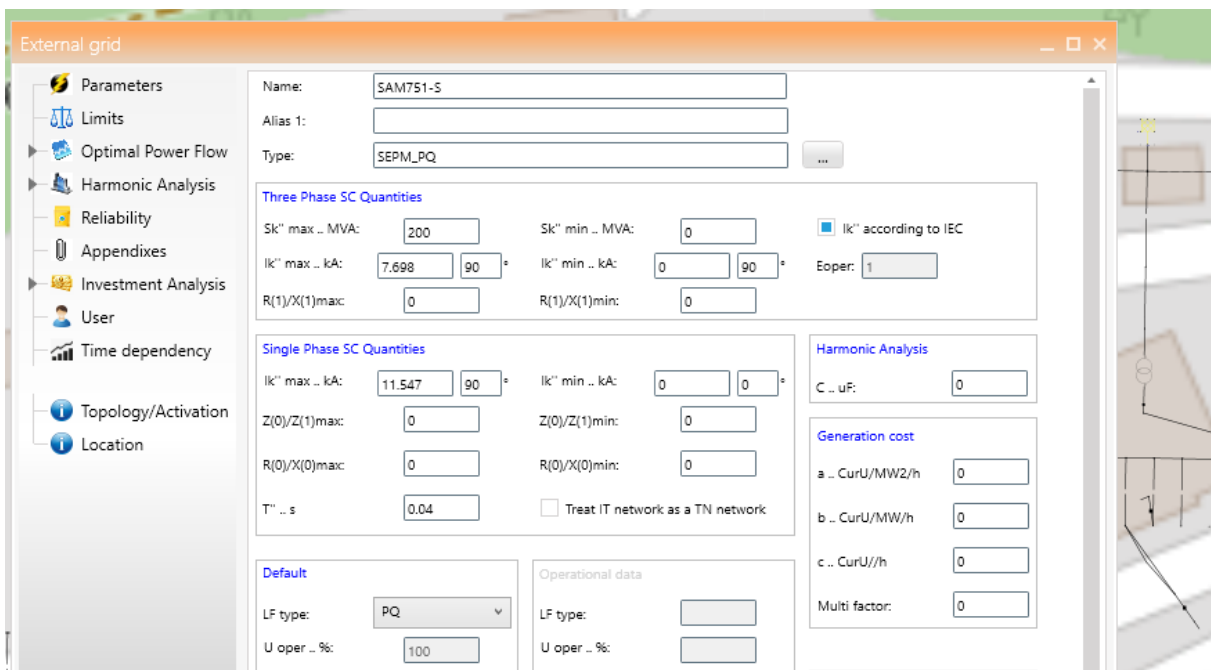 External grid
Parameters
Limits
Optimal Power Flow
Harmonic Analysis
Reliability
Appendixes
Investment Analysis
User
Time dependency
Topology/Activation
Location
Name: SAM751-S
Alias 1:
Type: SEPM_PQ ...
Three Phase SC Quantities
Sk'' max .. MVA: 200 Sk'' min .. MVA: 0 Ik'' according to IEC
Ik'' max .. kA: 7.698 90 ° Ik'' min .. kA: 0 90 ° Eoper: 1
R(1)/X(1)max: 0 R(1)/X(1)min: 0
Single Phase SC Quantities
Ik'' max .. kA: 11.547 90 ° Ik'' min .. kA: 0 0 °
Z(0)/Z(1)max: 0 Z(0)/Z(1)min: 0
R(0)/X(0)max: 0 R(0)/X(0)min: 0
T'' .. s 0.04 Treat IT network as a TN network
Harmonic Analysis
C .. uF: 0
Generation cost
a .. CurU/MW2/h 0
b .. CurU/MW/h 0
c .. CurU//h 0
Multi factor: 0
Default
LF type: PQ
U oper .. %: 100
Operational data
LF type:
U oper .. %: